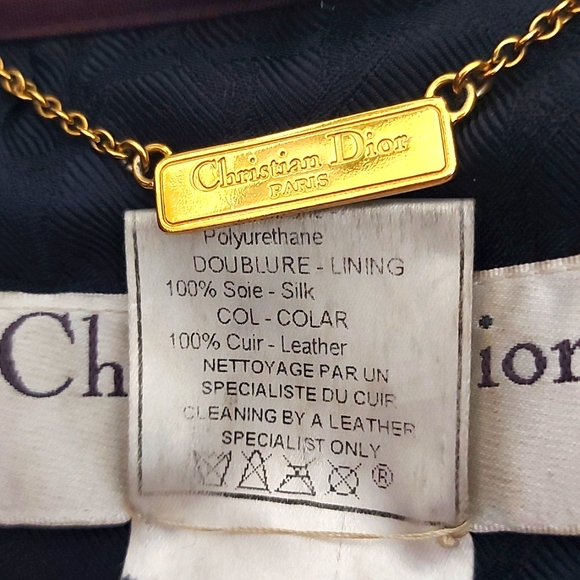 Christian Dior
PARIS
Polyurethane
DOUBLURE - LINING
100% Soie - Silk
COL - COLAR
100% Cuir - Leather
NETTOYAGE PAR UN
SPECIALISTE DU CUIR
CLEANING BY A LEATHER
SPECIALIST ONLY
®
Ch ior